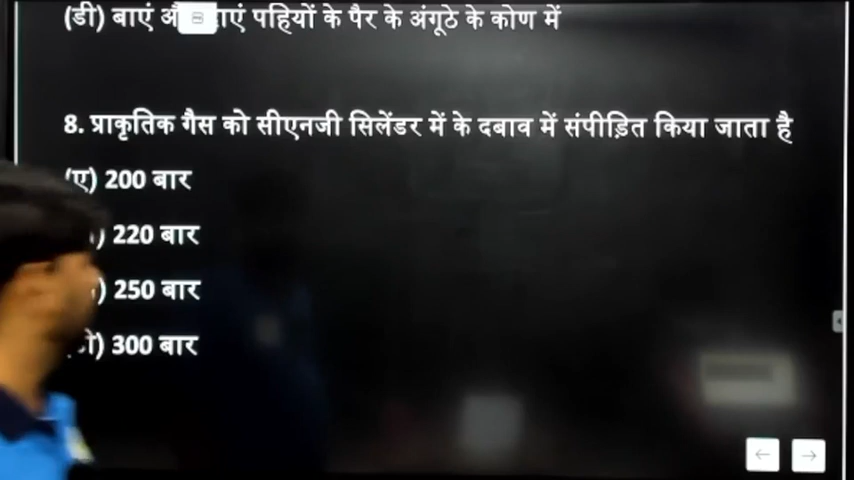 (डी) बाएं पहियों के पैर के अंगूठे के कोण में
8. प्राकृतिक गैस को सीएनजी सिलेंडर में के दबाव में संपीड़ित किया जाता है
(ए) 200 बार
220 बार
250 बार
300 बार